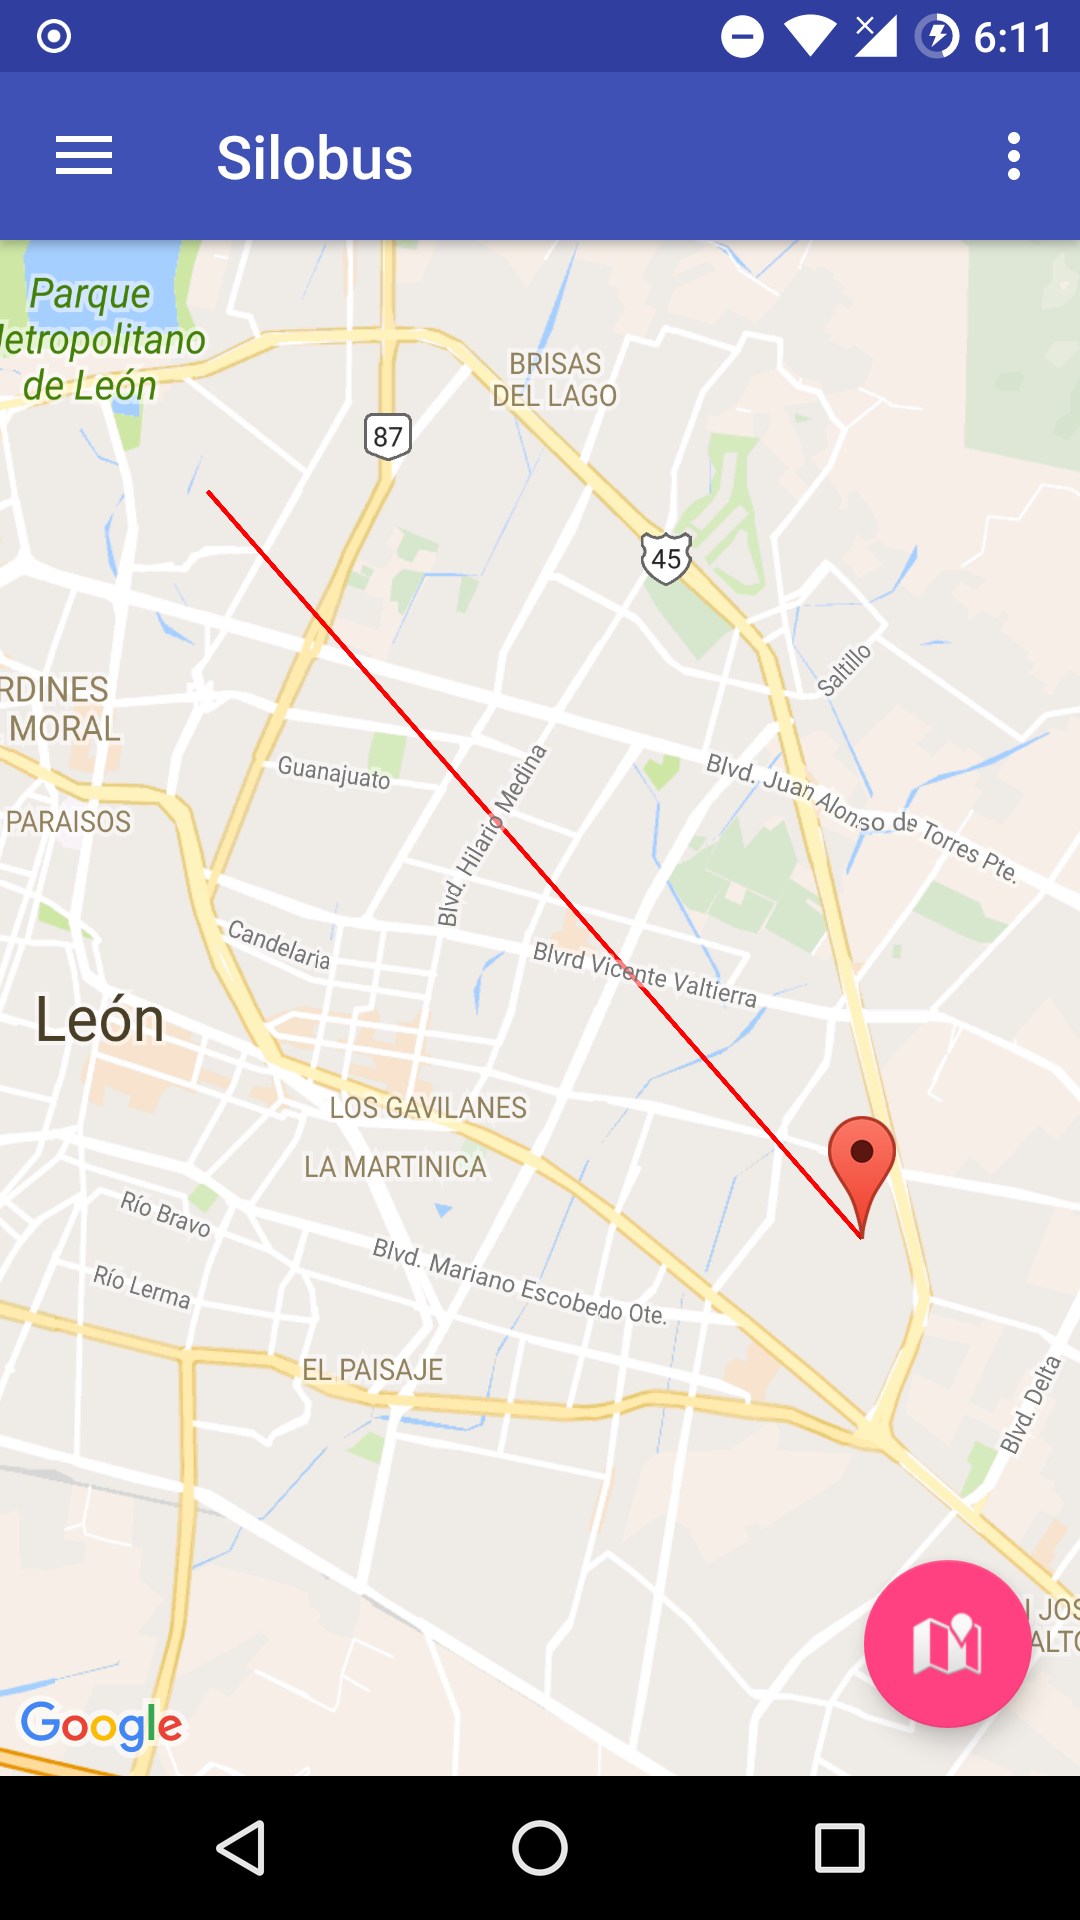 6:11
Silobus
Parque
etropolitano
de León
BRISAS
DEL LAGO
87
45
Saltillo
RDINES
MORAL
Guanajuato
Blvd. Hilario Medina
Blvd. Juan Alonso de Torres Pte.
PARAISOS
Candelaria
Blvrd Vicente Valtierra
León
LOS GAVILANES
LA MARTINICA
Río Bravo
Blvd. Mariano Escobedo Ote.
Río Lerma
EL PAISAJE
Blvd. Delta
JOS
ALTO
Google